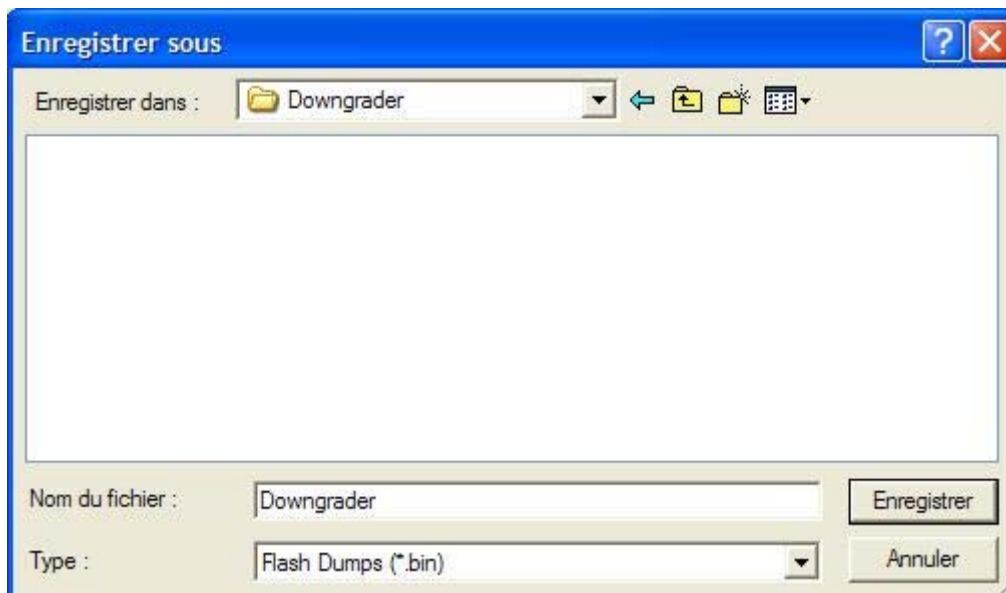 Enregistrer sous
Enregistrer dans : Downgrader
Nom du fichier : Downgrader Enregistrer
Type : Flash Dumps (*.bin) Annuler